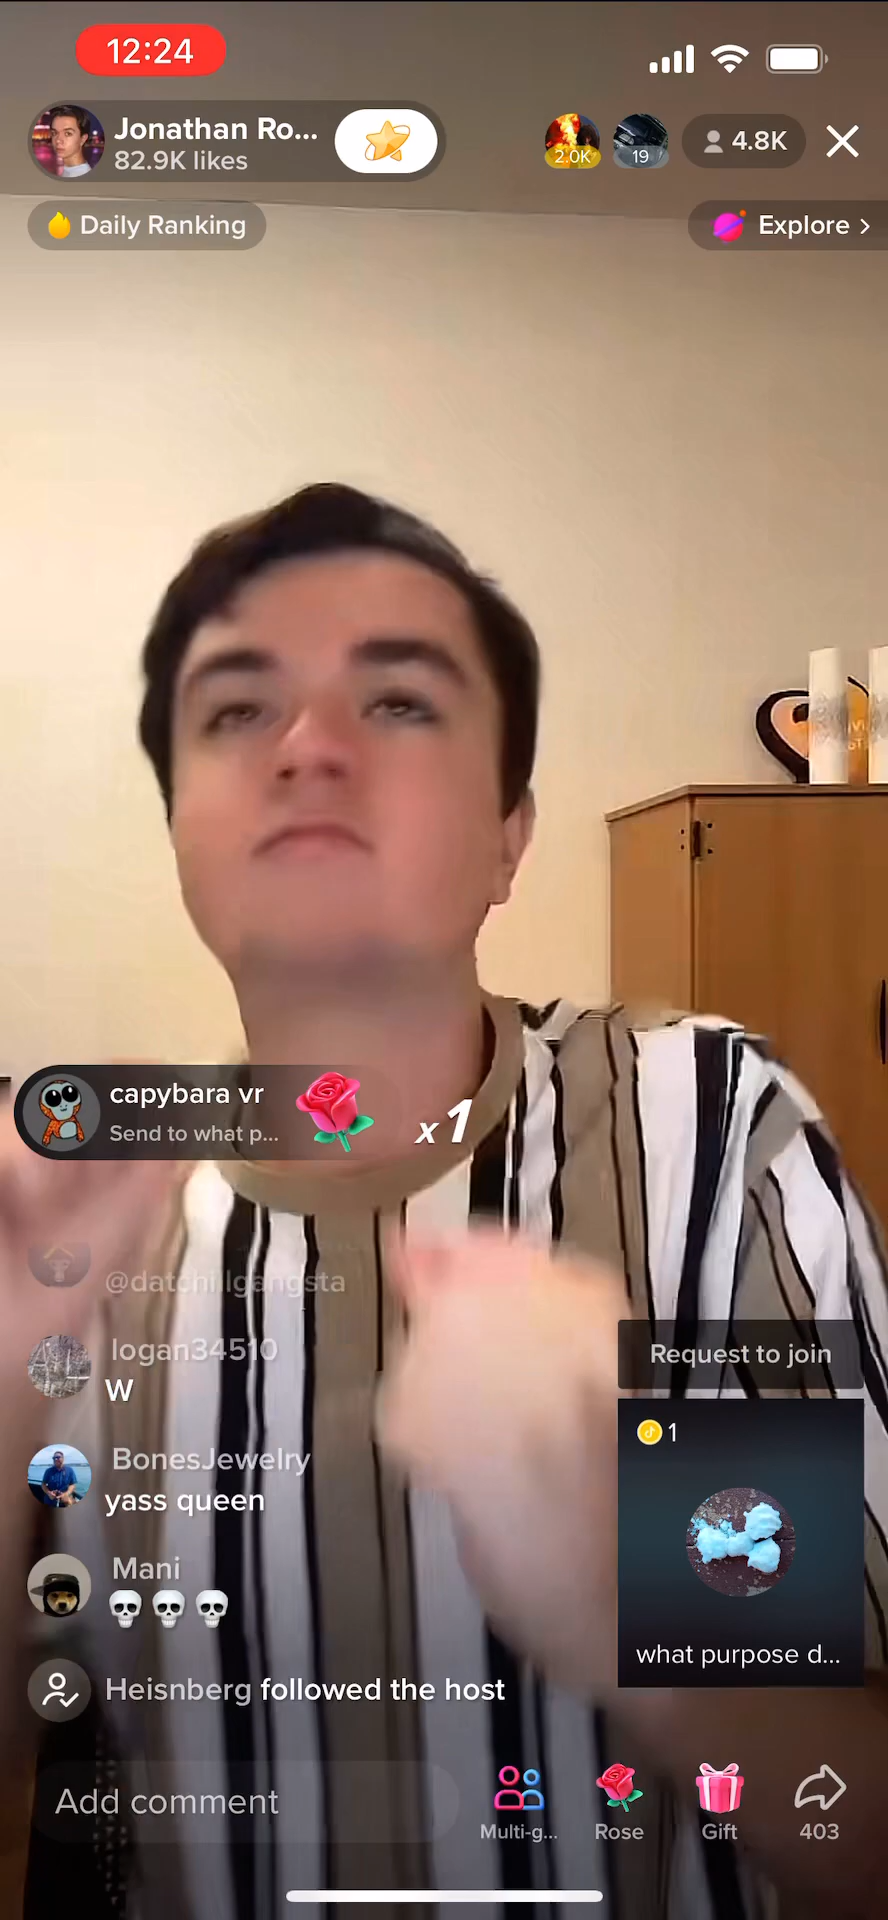 12:24
Jonathan Ro...
82.9K likes
2.0K
19
4.8K
Daily Ranking
Explore >
capybara vr
Send to what p...
x1
@datchillgangsta
logan34510
W
BonesJewelry
yass queen
Mani
💀💀💀
Heisnberg followed the host
Request to join
1
what purpose d...
Add comment
Multi-g...
Rose
Gift
403